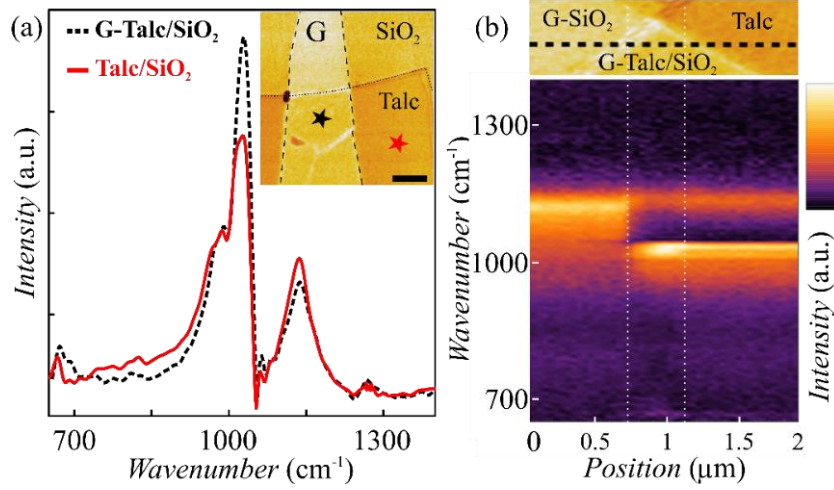 (a)
G-Talc/SiO₂
Talc/SiO₂
G
SiO₂
Talc
Intensity (a.u.)
700
1000
1300
Wavenumber (cm⁻¹)
(b)
G-SiO₂
Talc
G-Talc/SiO₂
Wavenumber (cm⁻¹)
1300
1000
700
0
0.5
1
1.5
2
Position (μm)
Intensity (a.u.)